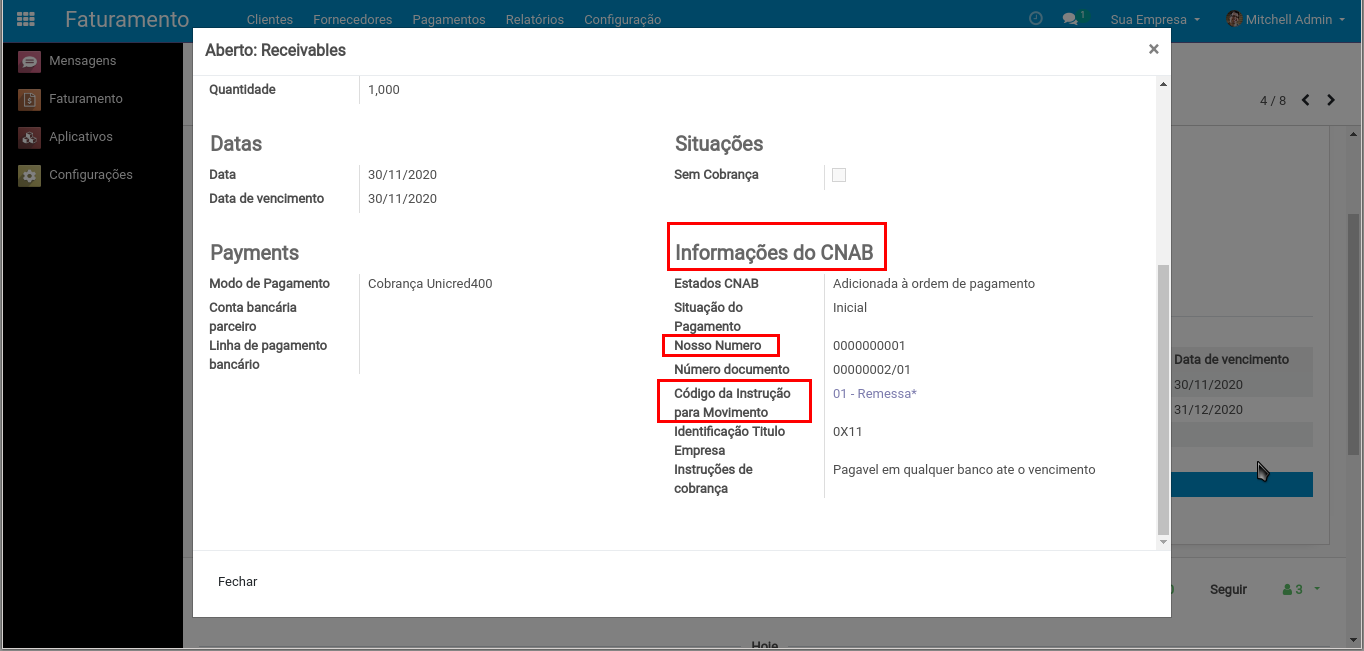 Faturamento
Clientes
Fornecedores
Pagamentos
Relatórios
Configuração
1
Sua Empresa
Mitchell Admin
Mensagens
Faturamento
Aplicativos
Configurações
Aberto: Receivables
×
Quantidade
1,000
Datas
Data
30/11/2020
Data de vencimento
30/11/2020
Situações
Sem Cobrança
Payments
Modo de Pagamento
Cobrança Unicred400
Conta bancária
parceiro
Linha de pagamento
bancário
Informações do CNAB
Estados CNAB
Adicionada à ordem de pagamento
Situação do
Pagamento
Inicial
Nosso Numero
0000000001
Número documento
00000002/01
Código da Instrução
para Movimento
01 - Remessa*
Identificação Titulo
Empresa
0X11
Instruções de
cobrança
Pagavel em qualquer banco ate o vencimento
Fechar
4 / 8
Data de vencimento
30/11/2020
31/12/2020
Seguir
3
Hoje